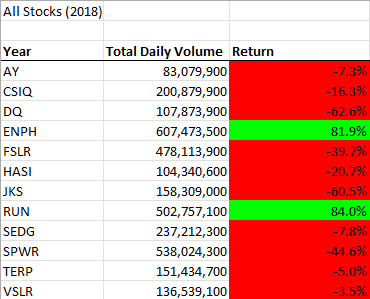 All Stocks (2018)
Year Total Daily Volume Return
AY 83,079,900 -7.3%
CSIQ 200,879,900 -16.3%
DQ 107,873,900 -62.6%
ENPH 607,473,500 81.9%
FSLR 478,113,900 -39.7%
HASI 104,340,600 -20.7%
JKS 158,309,000 -60.5%
RUN 502,757,100 84.0%
SEDG 237,212,300 -7.8%
SPWR 538,024,300 -44.6%
TERP 151,434,700 -5.0%
VSLR 136,539,100 -3.5%